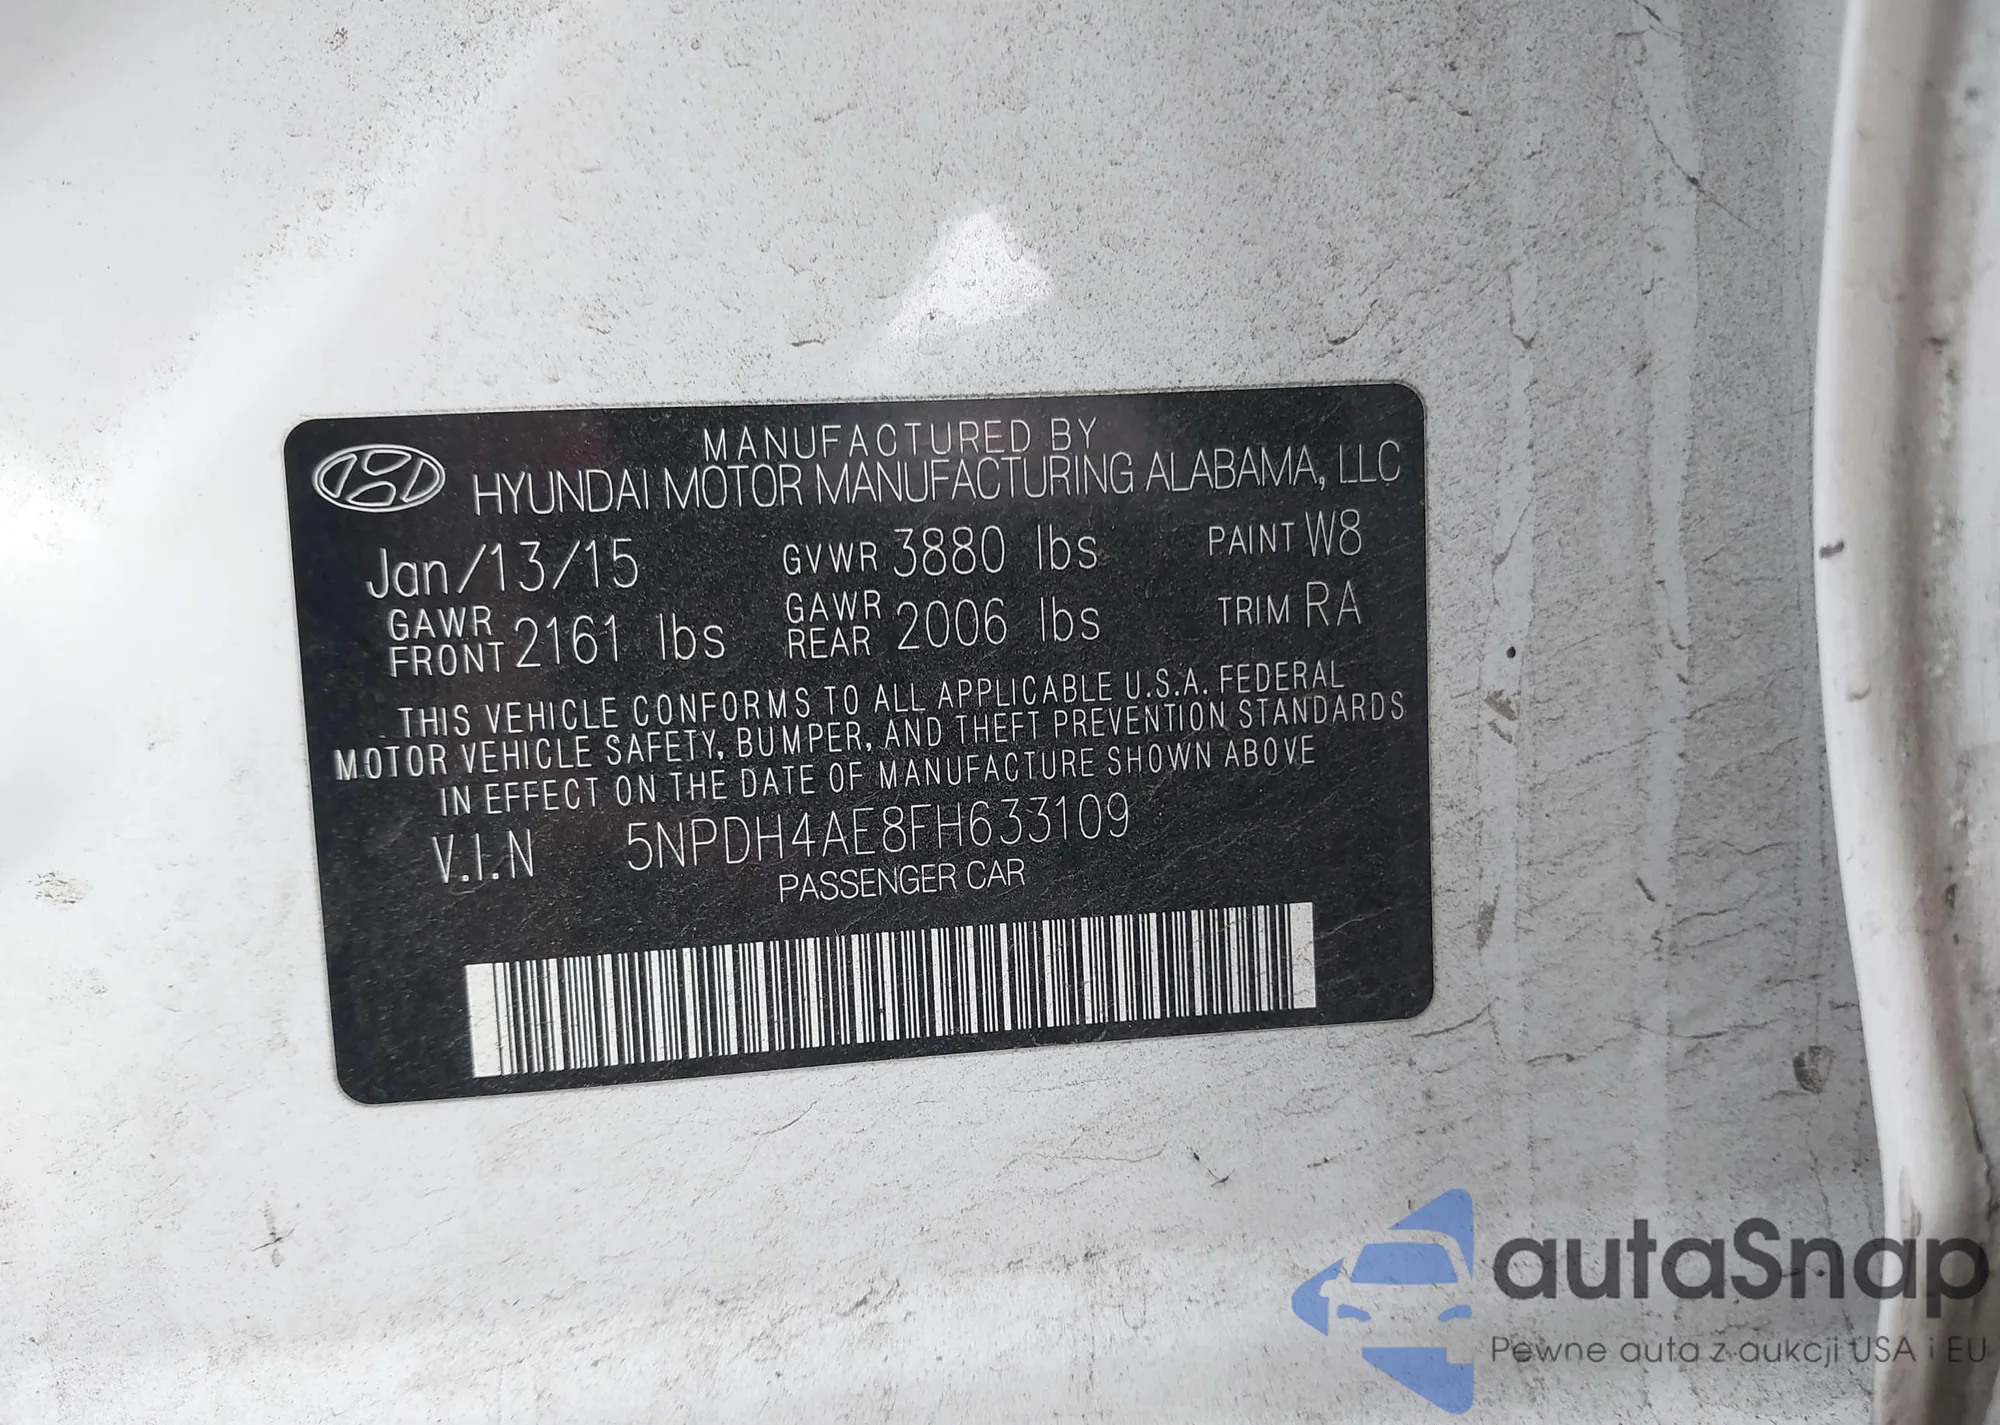 MANUFACTURED BY
HYUNDAI MOTOR MANUFACTURING ALABAMA, LLC
Jan/13/15 GVWR 3880 lbs PAINT W8
GAWR FRONT 2161 lbs GAWR REAR 2006 lbs TRIM RA
THIS VEHICLE CONFORMS TO ALL APPLICABLE U.S.A. FEDERAL
MOTOR VEHICLE SAFETY, BUMPER, AND THEFT PREVENTION STANDARDS
IN EFFECT ON THE DATE OF MANUFACTURE SHOWN ABOVE
V.I.N 5NPDH4AE8FH633109
PASSENGER CAR
autaSnap
Pewne auta z aukcji USA i EU